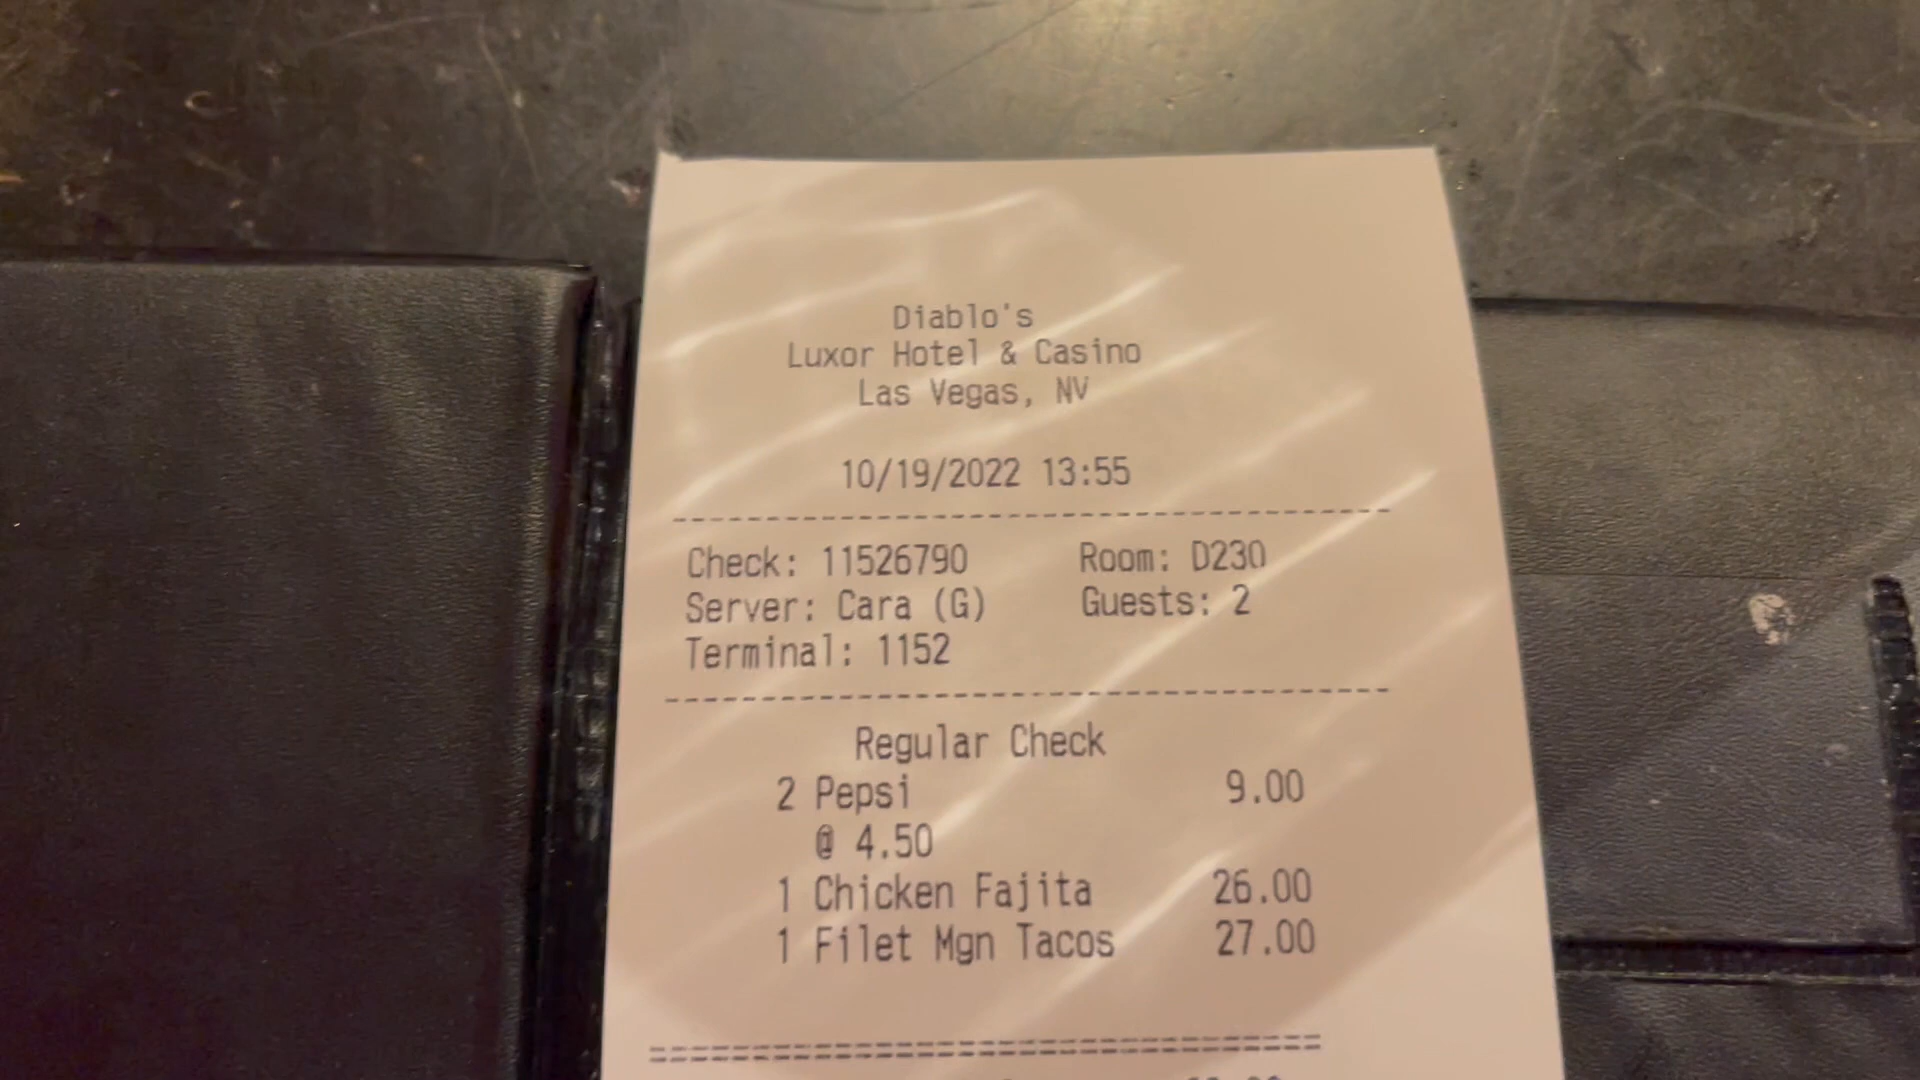 Diablo's
Luxor Hotel & Casino
Las Vegas, NV
10/19/2022 13:55
Check: 11526790 Room: D230
Server: Cara (G) Guests: 2
Terminal: 1152
Regular Check
2 Pepsi 9.00
@ 4.50
1 Chicken Fajita 26.00
1 Filet Mgn Tacos 27.00